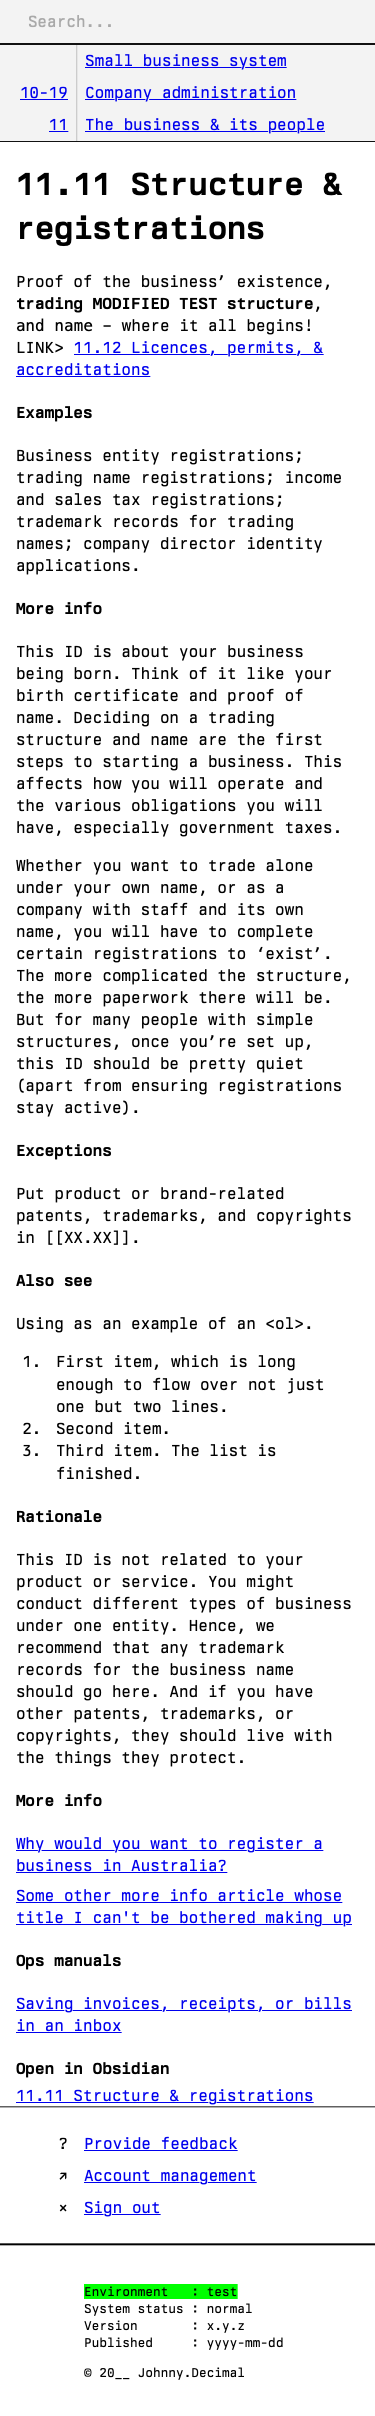 Search...
Small business system
10-19 Company administration
11 The business & its people
11.11 Structure &
registrations
Proof of the business’ existence,
trading MODIFIED TEST structure,
and name – where it all begins!
LINK> 11.12 Licences, permits, &
accreditations
Examples
Business entity registrations;
trading name registrations; income
and sales tax registrations;
trademark records for trading
names; company director identity
applications.
More info
This ID is about your business
being born. Think of it like your
birth certificate and proof of
name. Deciding on a trading
structure and name are the first
steps to starting a business. This
affects how you will operate and
the various obligations you will
have, especially government taxes.
Whether you want to trade alone
under your own name, or as a
company with staff and its own
name, you will have to complete
certain registrations to ‘exist’.
The more complicated the structure,
the more paperwork there will be.
But for many people with simple
structures, once you’re set up,
this ID should be pretty quiet
(apart from ensuring registrations
stay active).
Exceptions
Put product or brand-related
patents, trademarks, and copyrights
in [[XX.XX]].
Also see
Using as an example of an <ol>.
1. First item, which is long
enough to flow over not just
one but two lines.
2. Second item.
3. Third item. The list is
finished.
Rationale
This ID is not related to your
product or service. You might
conduct different types of business
under one entity. Hence, we
recommend that any trademark
records for the business name
should go here. And if you have
other patents, trademarks, or
copyrights, they should live with
the things they protect.
More info
Why would you want to register a
business in Australia?
Some other more info article whose
title I can't be bothered making up
Ops manuals
Saving invoices, receipts, or bills
in an inbox
Open in Obsidian
11.11 Structure & registrations
? Provide feedback
↗ Account management
× Sign out
Environment : test
System status : normal
Version : x.y.z
Published : yyyy-mm-dd
© 20__ Johnny.Decimal